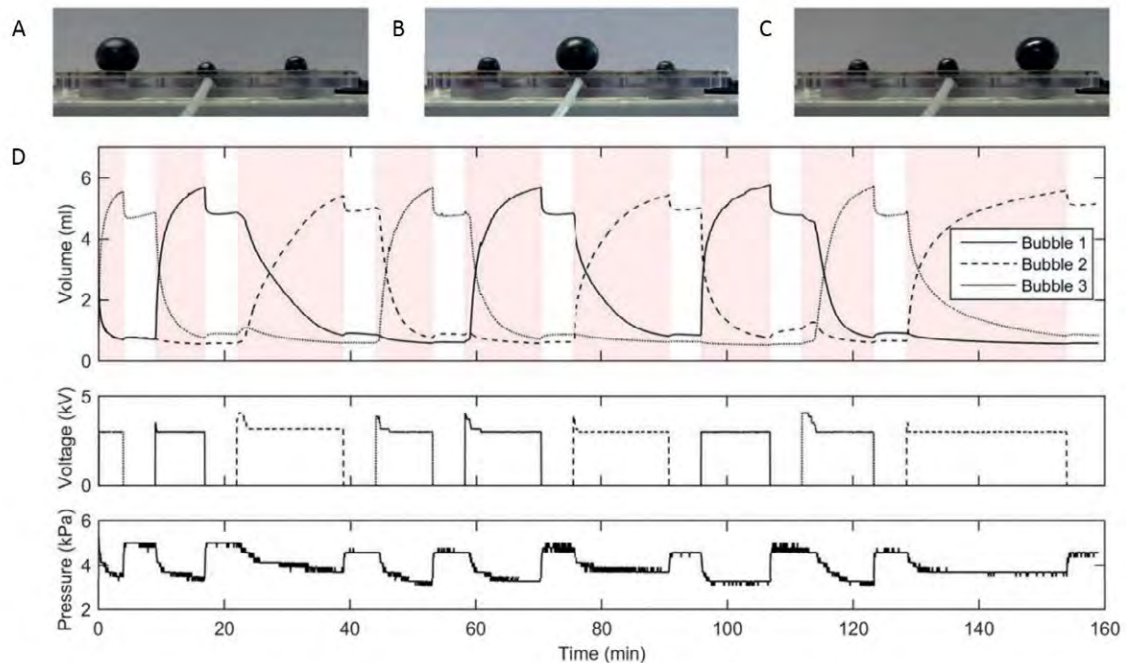 A
B
C
D
6
4
2
0
Volume (ml)
Bubble 1
Bubble 2
Bubble 3
5
0
Voltage (kV)
6
4
2
Pressure (kPa)
0 20 40 60 80 100 120 140 160
Time (min)